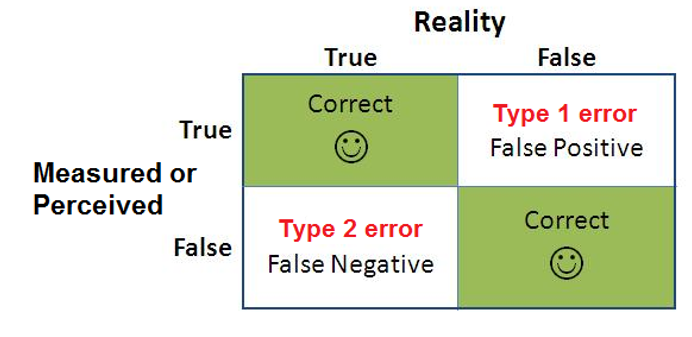 Reality
True
False
True
Correct
Type 1 error
False Positive
Measured or
Perceived
False
Type 2 error
False Negative
Correct